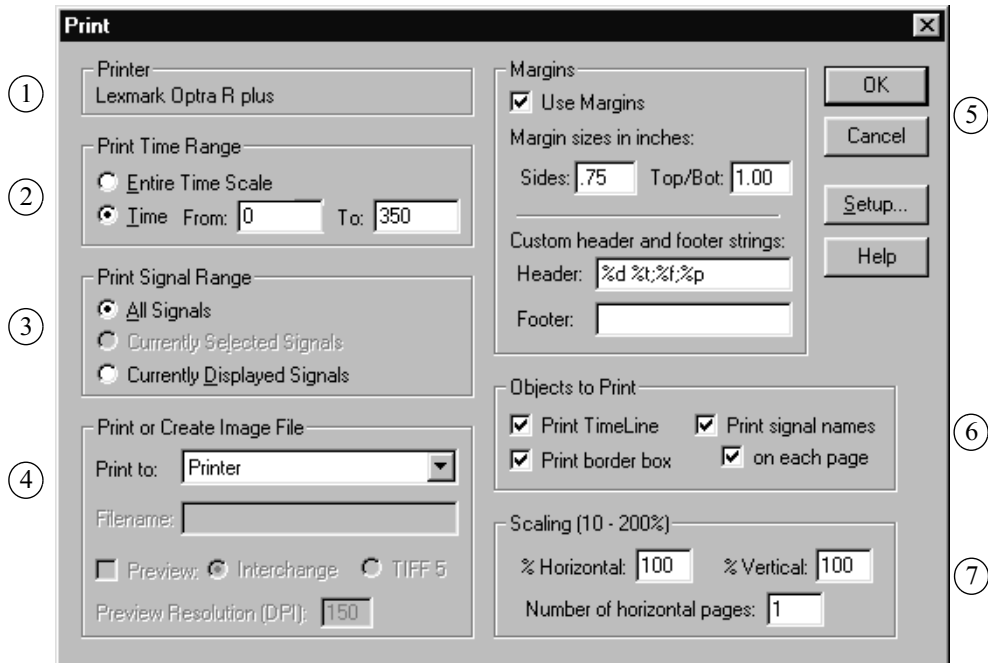 Print
1
Printer
Lexmark Optra R plus
2
Print Time Range
Entire Time Scale
Time From: 0 To: 350
3
Print Signal Range
All Signals
Currently Selected Signals
Currently Displayed Signals
4
Print or Create Image File
Print to: Printer
Filename:
Preview: Interchange TIFF 5
Preview Resolution (DPI): 150
Margins
Use Margins
Margin sizes in inches:
Sides: .75 Top/Bot: 1.00
Custom header and footer strings:
Header: %d %t;%f;%p
Footer:
OK
Cancel
Setup...
Help
5
Objects to Print
Print TimeLine Print signal names
Print border box on each page
6
Scaling (10 - 200%)
% Horizontal: 100 % Vertical: 100
Number of horizontal pages: 1
7